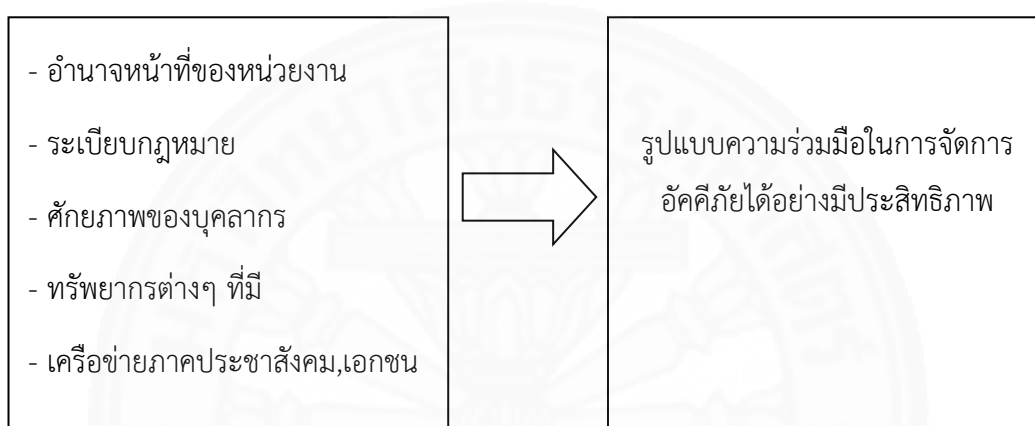 - อำนาจหน้าที่ของหน่วยงาน
- ระเบียบกฎหมาย
- ศักยภาพของบุคลากร
- ทรัพยากรต่างๆ ที่มี
- เครือข่ายภาคประชาสังคม,เอกชน
รูปแบบความร่วมมือในการจัดการ
อัคคีภัยได้อย่างมีประสิทธิภาพ